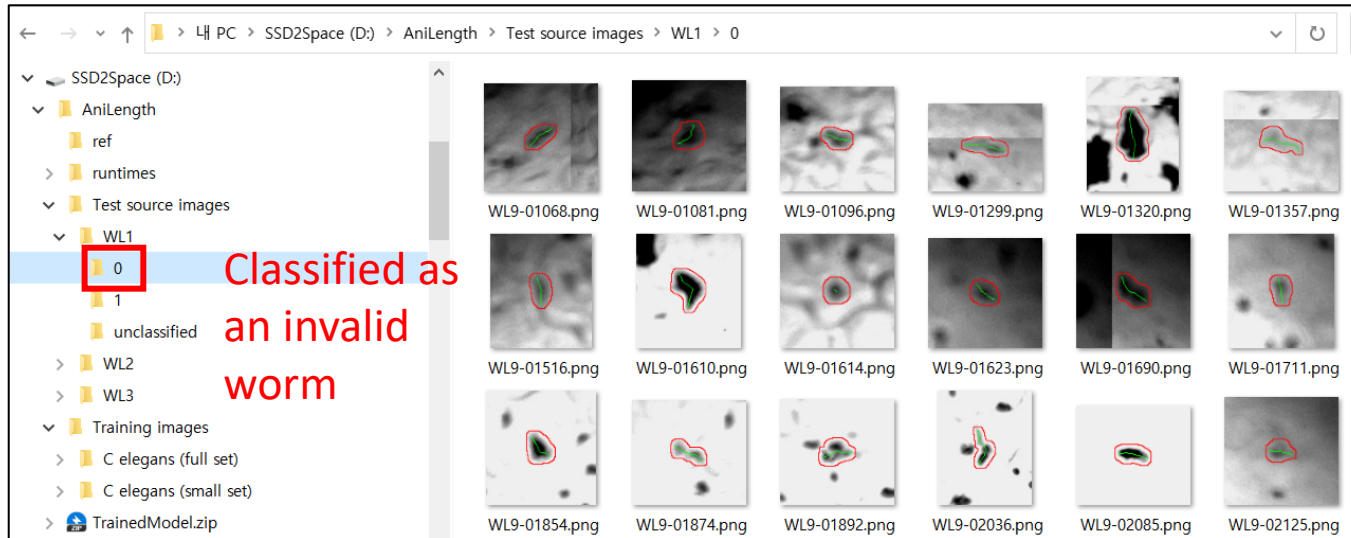 내 PC > SSD2Space (D:) > AniLength > Test source images > WL1 > 0
SSD2Space (D:)
AniLength
ref
runtimes
Test source images
WL1
0
1
unclassified
WL2
WL3
Training images
C elegans (full set)
C elegans (small set)
ZIP TrainedModel.zip
Classified as
an invalid
worm
WL9-01068.png WL9-01081.png WL9-01096.png WL9-01299.png WL9-01320.png WL9-01357.png
WL9-01516.png WL9-01610.png WL9-01614.png WL9-01623.png WL9-01690.png WL9-01711.png
WL9-01854.png WL9-01874.png WL9-01892.png WL9-02036.png WL9-02085.png WL9-02125.png